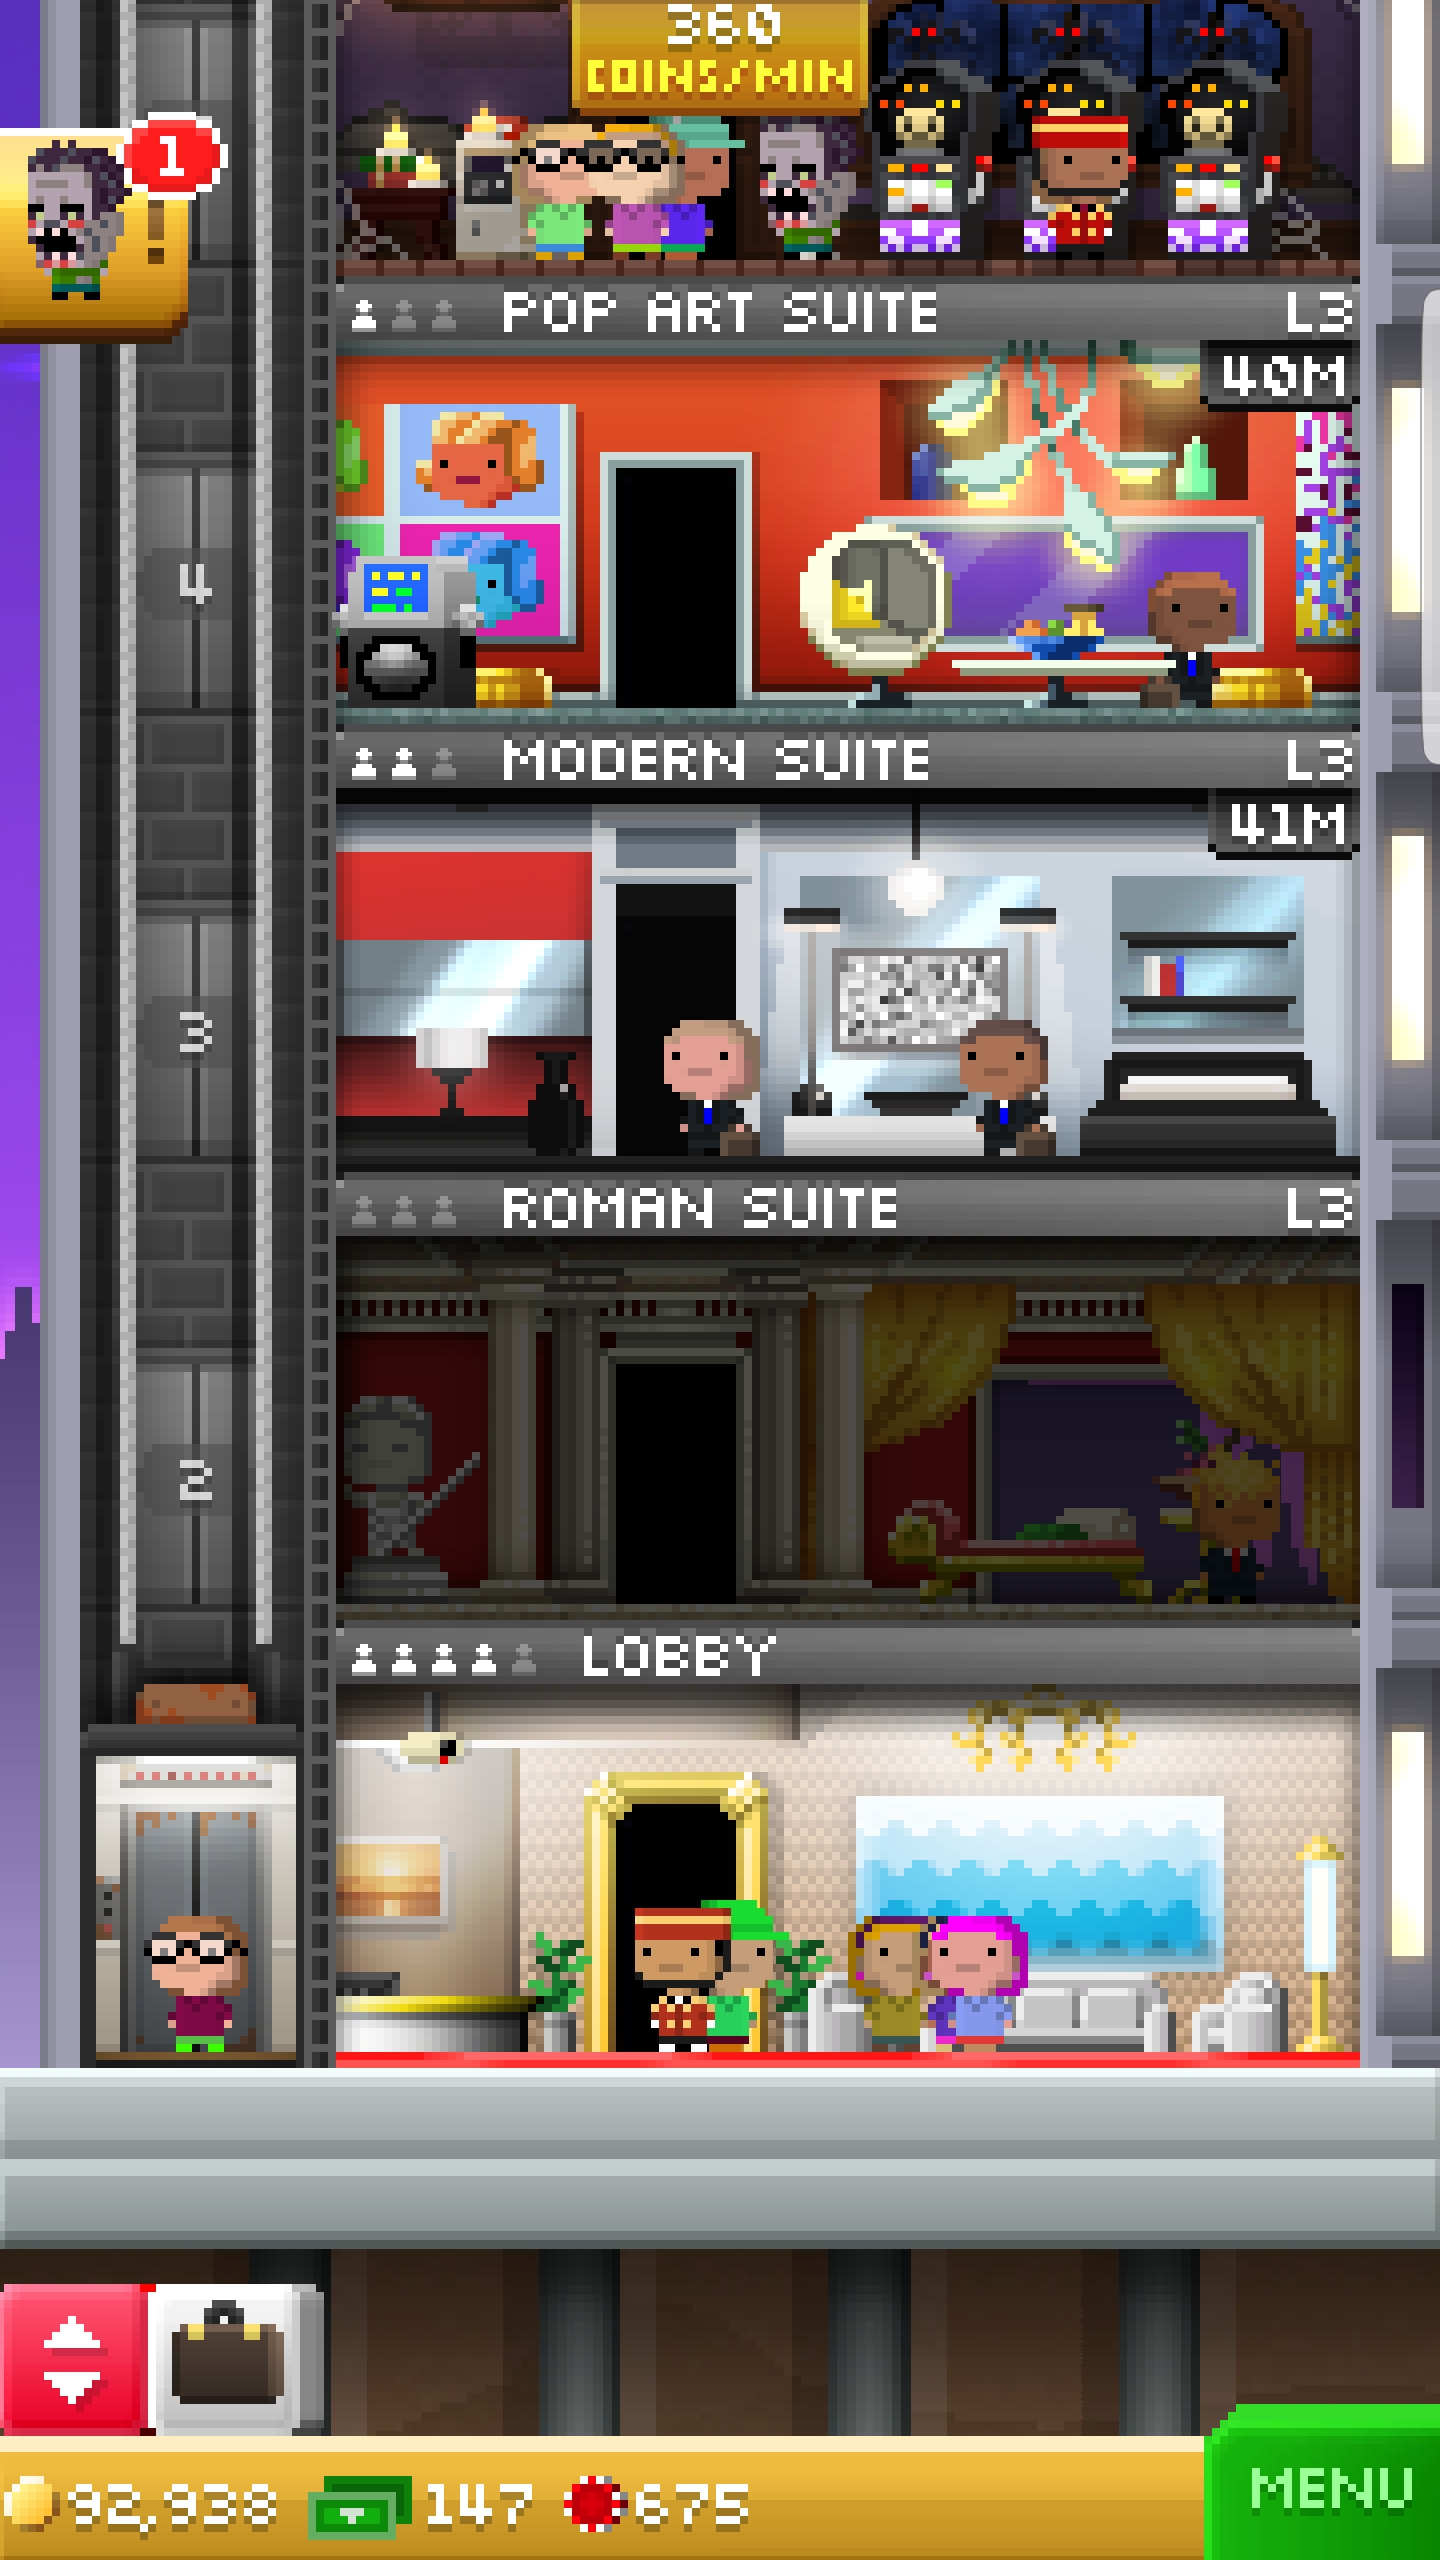 360
COINS/MIN
1
POP ART SUITE L3
40M
4
MODERN SUITE L3
41M
3
ROMAN SUITE L3
2
LOBBY
92,938 147 675
MENU